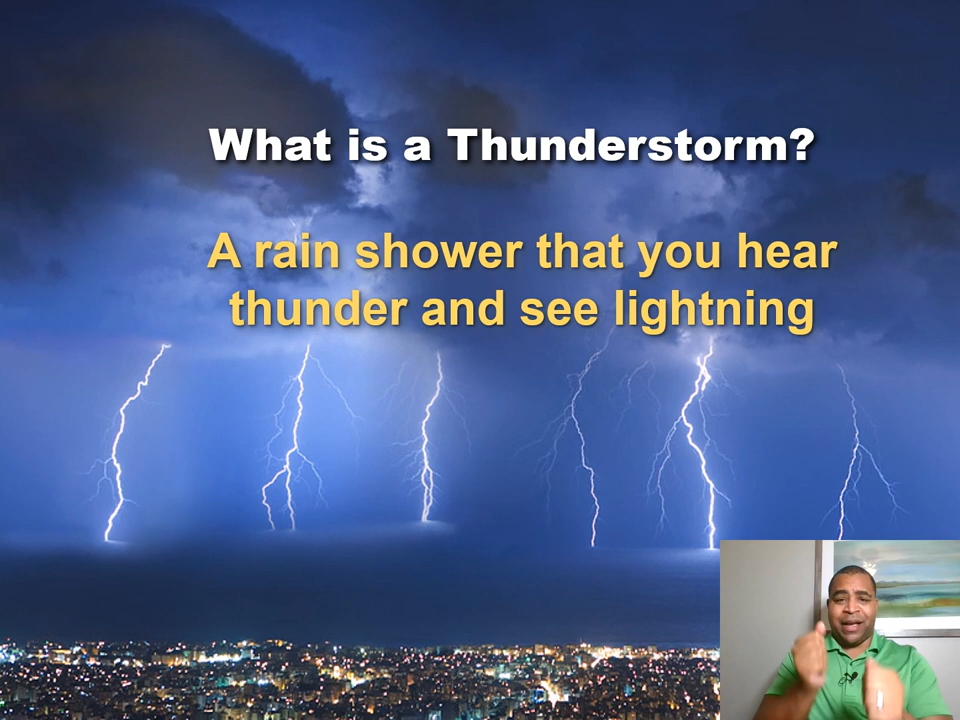 What is a Thunderstorm?
A rain shower that you hear
thunder and see lightning